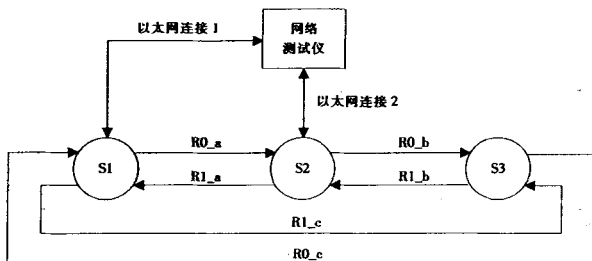 以太网连接 1
网络
测试仪
以太网连接 2
R0_a
R0_b
S1
S2
S3
R1_a
R1_b
R1_c
R0_c